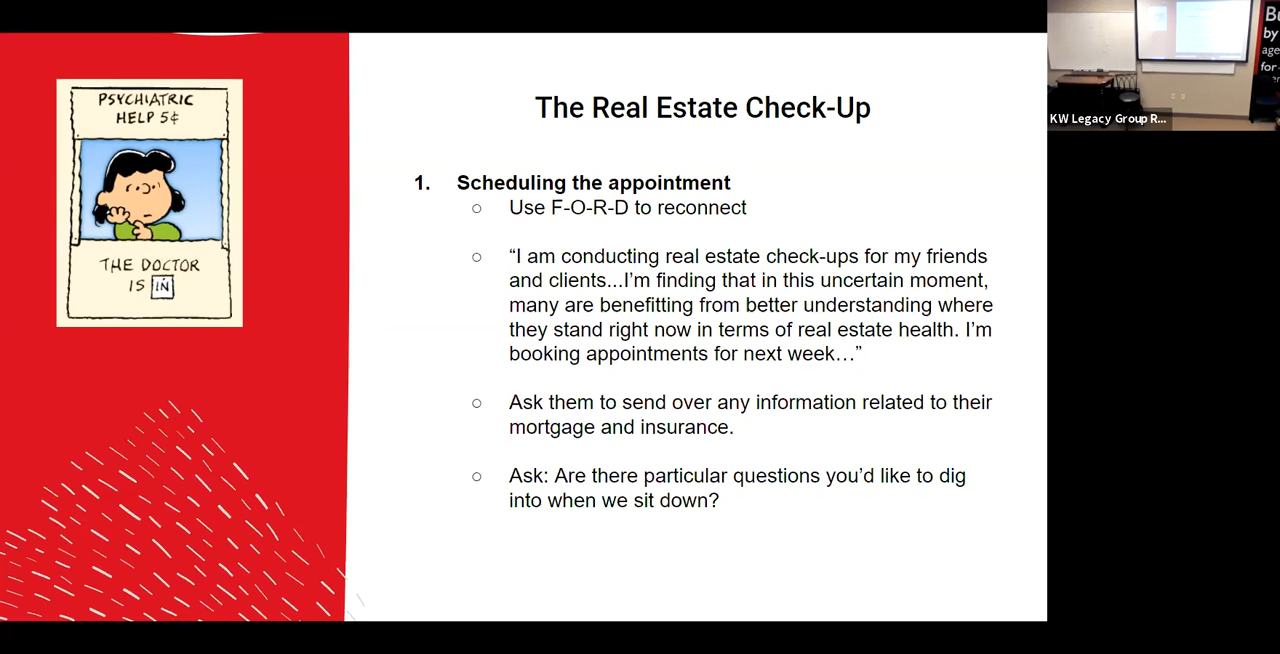 PSYCHIATRIC
HELP 5¢
THE DOCTOR
IS IN
The Real Estate Check-Up
1. Scheduling the appointment
○ Use F-O-R-D to reconnect
○ “I am conducting real estate check-ups for my friends
and clients...I’m finding that in this uncertain moment,
many are benefitting from better understanding where
they stand right now in terms of real estate health. I’m
booking appointments for next week…”
○ Ask them to send over any information related to their
mortgage and insurance.
○ Ask: Are there particular questions you’d like to dig
into when we sit down?
by
age
for-
KW Legacy Group R...